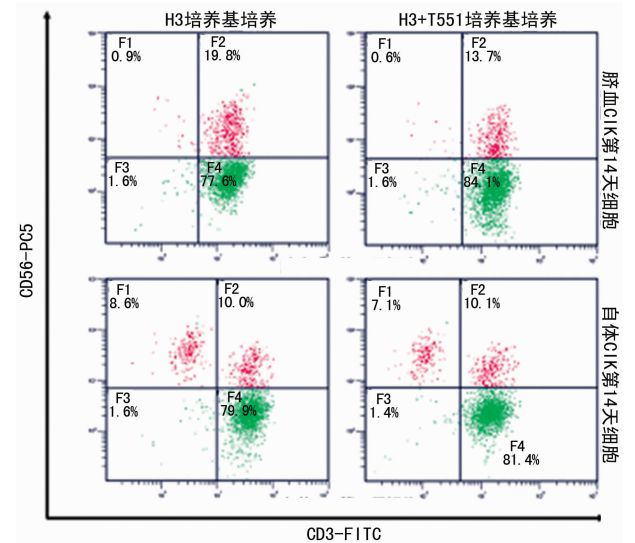 H3培养基培养
H3+T551培养基培养
F1
0.9%
F2
19.8%
F3
1.6%
F4
77.6%
F1
0.6%
F2
13.7%
F3
1.6%
F4
84.1%
脐血CIK第14天细胞
F1
8.6%
F2
10.0%
F3
1.6%
F4
79.9%
F1
7.1%
F2
10.1%
F3
1.4%
F4
81.4%
自体CIK第14天细胞
CD56-PC5
CD3-FITC